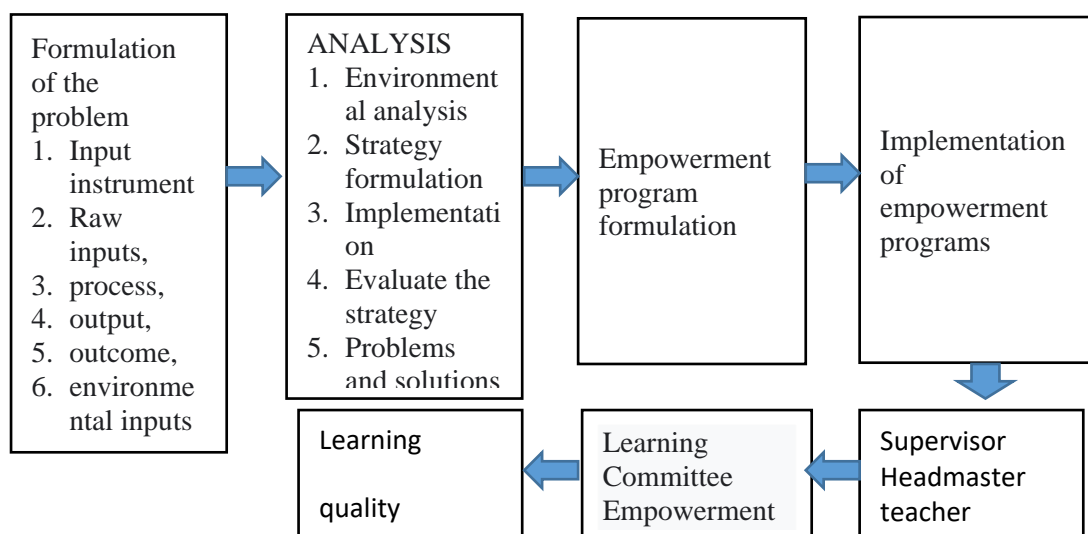 Formulation
of the
problem
1. Input
instrument
2. Raw
inputs,
3. process,
4. output,
5. outcome,
6. environme
ntal inputs
ANALYSIS
1. Environment
al analysis
2. Strategy
formulation
3. Implementati
on
4. Evaluate the
strategy
5. Problems
and solutions
Empowerment
program
formulation
Implementation
of
empowerment
programs
Supervisor
Headmaster
teacher
Learning
Committee
Empowerment
Learning
quality